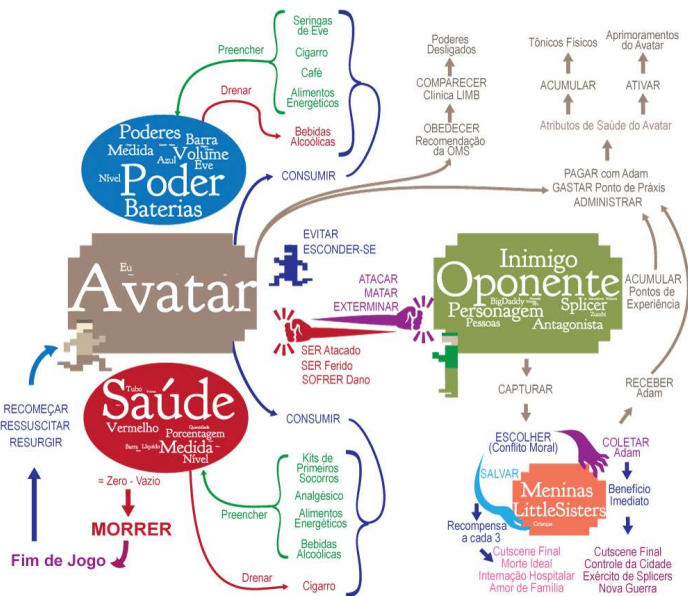 Seringas
de Eve
Cigarro
Café
Alimentos
Energéticos
Bebidas
Alcoólicas
Preencher
Drenar
CONSUMIR
Poderes
Barra
Medida
Volume
Azul
Eve
Nível
Poder
Baterias
Poderes
Desligados
COMPARECER
Clínica LIMB
OBEDECER
Recomendação
da OMS
Tônicos Físicos
ACUMULAR
Aprimoramentos
do Avatar
ATIVAR
Atributos de Saúde do Avatar
PAGAR com Adam
GASTAR Ponto de Práxis
ADMINISTRAR
Eu
Avatar
EVITAR
ESCONDER-SE
ATACAR
MATAR
EXTERMINAR
SER Atacado
SER Ferido
SOFRER Dano
Inimigo
Oponente
BigDaddy
Splicer
Personagem
Zumbi
Pessoas
Antagonista
ACUMULAR
Pontos de
Experiência
RECEBER
Adam
CAPTURAR
ESCOLHER
(Conflito Moral)
COLETAR
Adam
SALVAR
Meninas
LittleSisters
Crianças
Benefício
Imediato
Recompensa
a cada 3
Cutscene Final
Morte Ideal
Internação Hospitalar
Amor de Família
Cutscene Final
Controle da Cidade
Exército de Splicers
Nova Guerra
RECOMEÇAR
RESSUSCITAR
RESURGIR
Tubo
Saúde
Vermelho
Quantidade
Porcentagem
Barra
Líquido
Medida
Nível
= Zero - Vazio
MORRER
Fim de Jogo
CONSUMIR
Kits de
Primeiros
Socorros
Analgésico
Alimentos
Energéticos
Bebidas
Alcoólicas
Preencher
Drenar
Cigarro